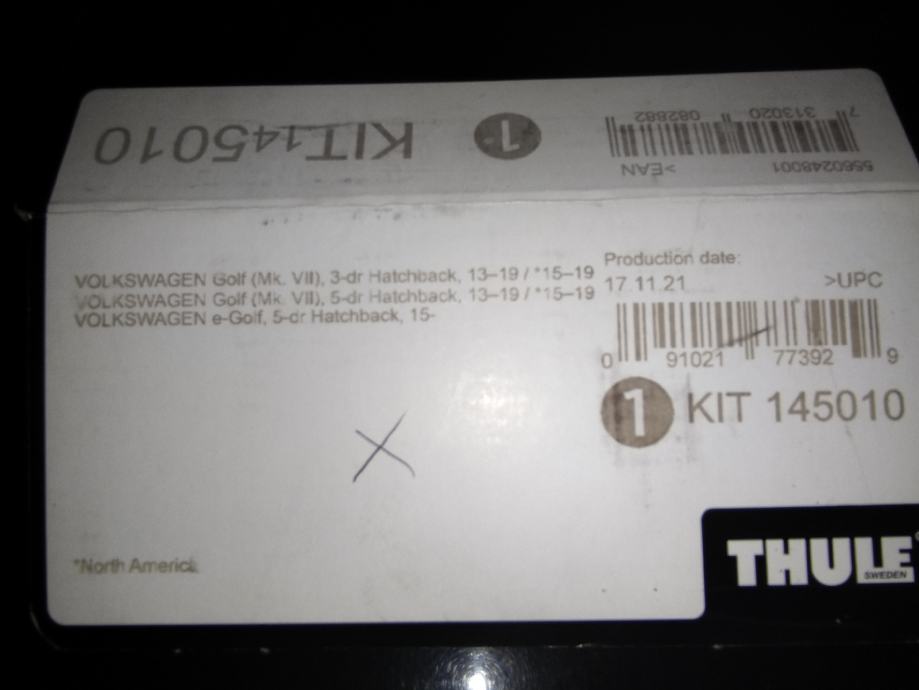 KIT 145010
1
7 313020 082882
>EAN
5560248001
VOLKSWAGEN Golf (Mk. VII), 3-dr Hatchback, 13–19 / *15–19
VOLKSWAGEN Golf (Mk. VII), 5-dr Hatchback, 13–19 / *15–19
VOLKSWAGEN e-Golf, 5-dr Hatchback, 15-
Production date:
17.11.21 >UPC
0 91021 77392 9
1 KIT 145010
*North America
THULE
SWEDEN